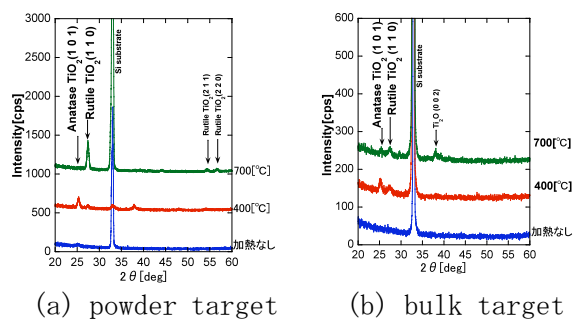 3000
2500
2000
1500
1000
500
0
Intensity[cps]
Anatase TiO2(1 0 1)
Rutile TiO2(1 1 0)
Si substrate
Rutile TiO2(2 1 1)
Rutile TiO2(2 2 0)
700[℃]
400[℃]
加熱なし
20 25 30 35 40 45 50 55 60
2θ[deg]
(a) powder target
600
500
400
300
200
100
0
Intensity[cps]
Anatase TiO2(1 0 1)
Rutile TiO2(1 1 0)
Si substrate
Ti2O (0 0 2)
700[℃]
400[℃]
加熱なし
20 25 30 35 40 45 50 55 60
2θ[deg]
(b) bulk target